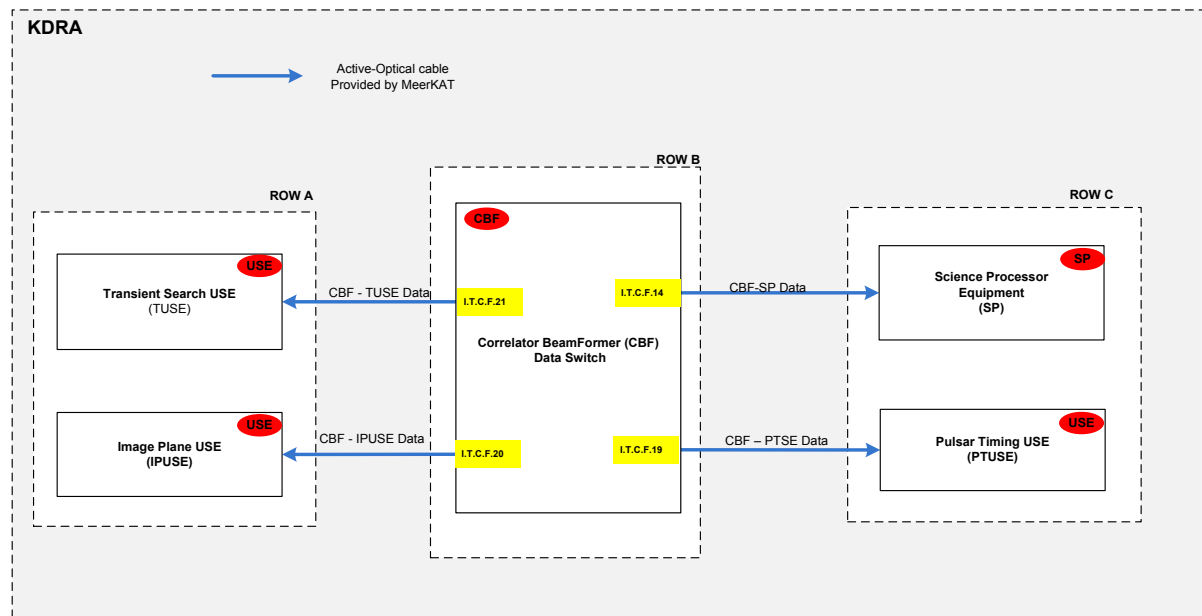 KDRA
Active-Optical cable
Provided by MeerKAT
ROW A
USE
Transient Search USE
(TUSE)
USE
Image Plane USE
(IPUSE)
CBF - TUSE Data
CBF - IPUSE Data
ROW B
CBF
I.T.C.F.21
I.T.C.F.14
Correlator BeamFormer (CBF)
Data Switch
I.T.C.F.20
I.T.C.F.19
CBF-SP Data
CBF – PTSE Data
ROW C
SP
Science Processor
Equipment
(SP)
USE
Pulsar Timing USE
(PTUSE)